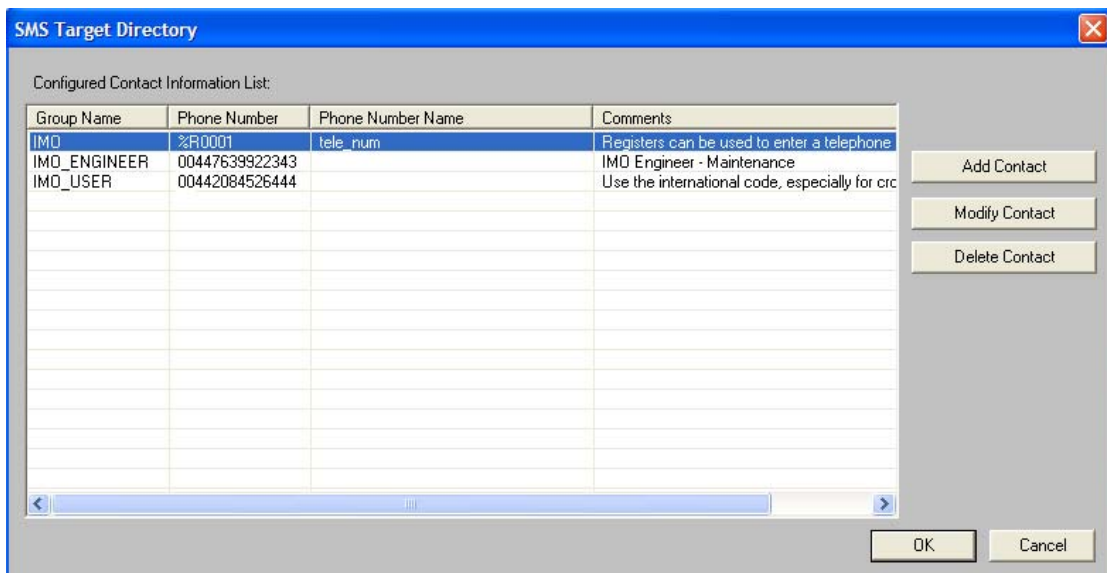 SMS Target Directory
Configured Contact Information List:
Group Name Phone Number Phone Number Name Comments
IMO %R0001 tele_num Registers can be used to enter a telephone
IMO_ENGINEER 00447639922343 IMO Engineer - Maintenance
IMO_USER 00442084526444 Use the international code, especially for cro
Add Contact
Modify Contact
Delete Contact
OK Cancel